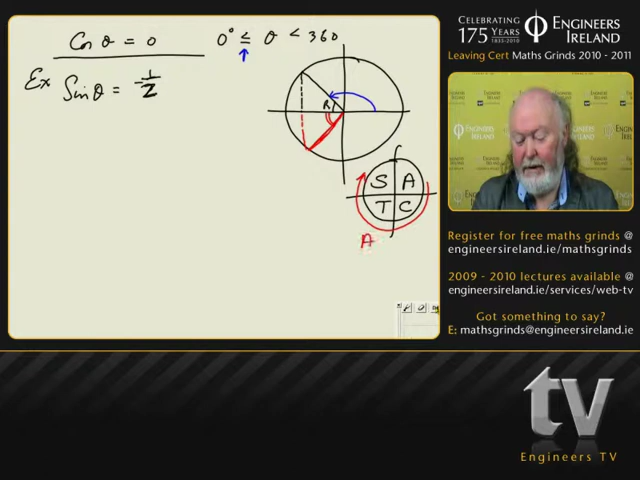 Cos θ = 0
0° ≤ θ < 360
Ex Sin θ = -1/2
R
S A
T C
A
CELEBRATING
175 YEARS
1835-2010
ENGINEERS
IRELAND
Leaving Cert Maths Grinds 2010 - 2011
Register for free maths grinds @
engineersireland.ie/mathsgrinds
2009 - 2010 lectures available @
engineersireland.ie/services/web-tv
Got something to say?
E: mathsgrinds@engineersireland.ie
tv
Engineers TV